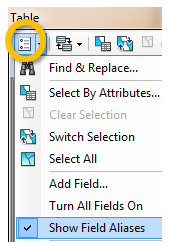 Table
Find & Replace...
Select By Attributes...
Clear Selection
Switch Selection
Select All
Add Field...
Turn All Fields On
Show Field Aliases